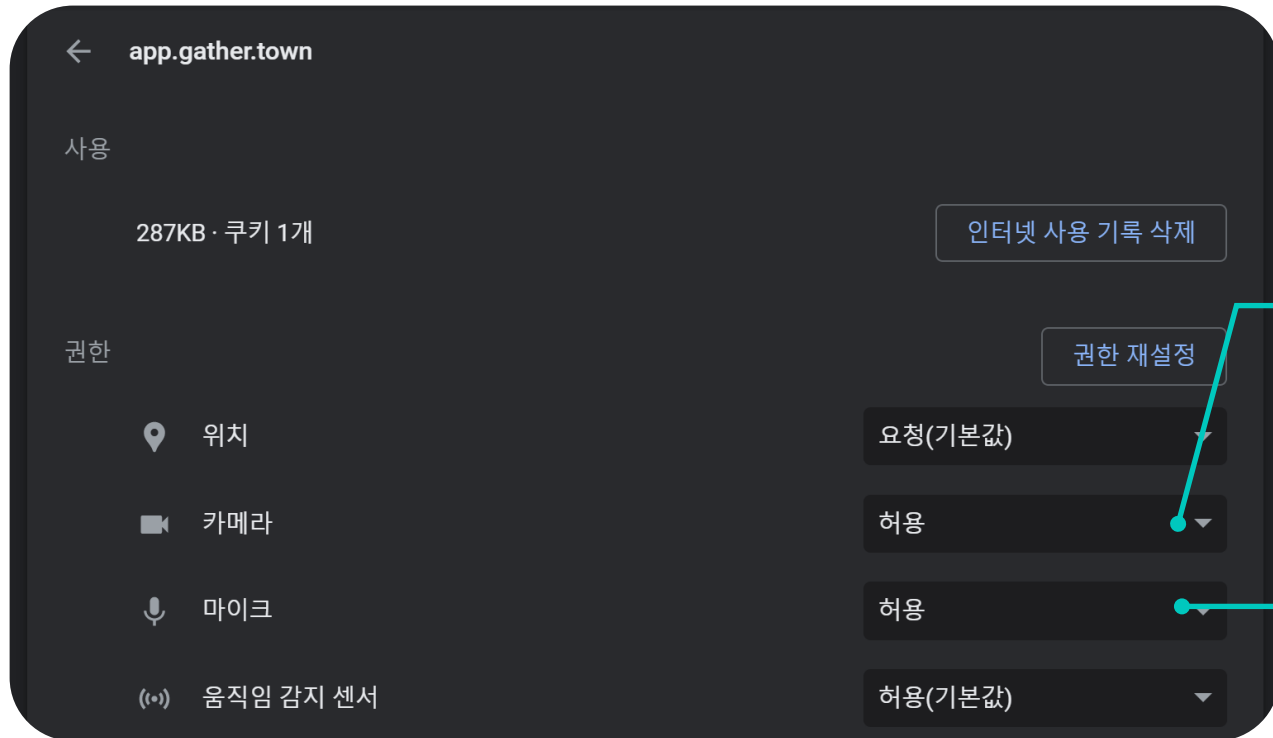 app.gather.town
사용
287KB · 쿠키 1개
인터넷 사용 기록 삭제
권한
권한 재설정
위치
요청(기본값)
카메라
허용
마이크
허용
움직임 감지 센서
허용(기본값)